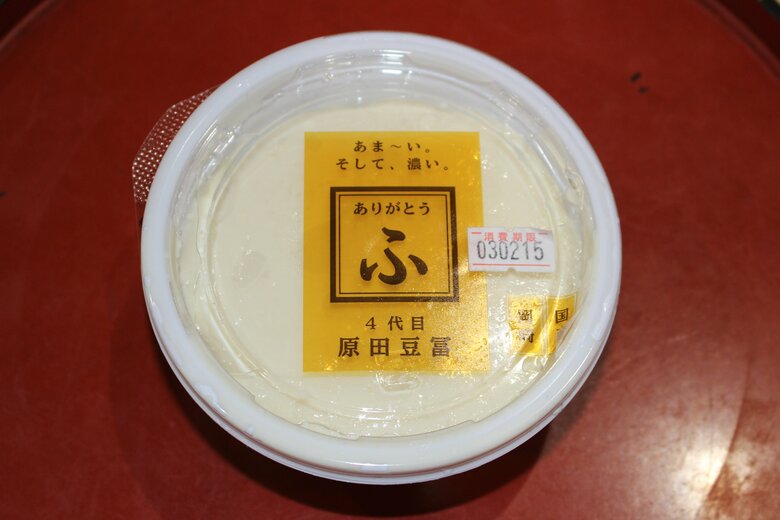 あま〜い。
そして、濃い。
ありがとう
ふ
4代目
原田豆冨
消費期限
030215
国